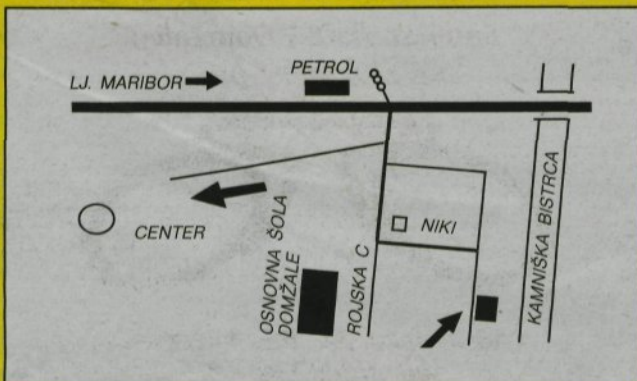 LJ. MARIBOR
PETROL
CENTER
OSNOVNA ŠOLA
DOMŽALE
ROJSKA C
NIKI
KAMNIŠKA BISTRCA